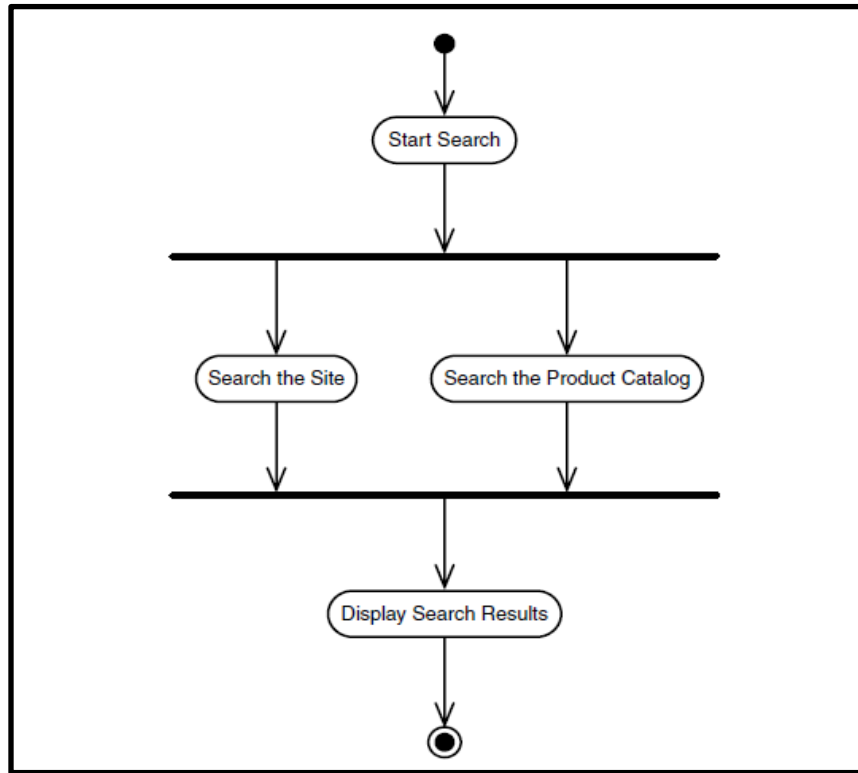 Start Search
Search the Site
Search the Product Catalog
Display Search Results